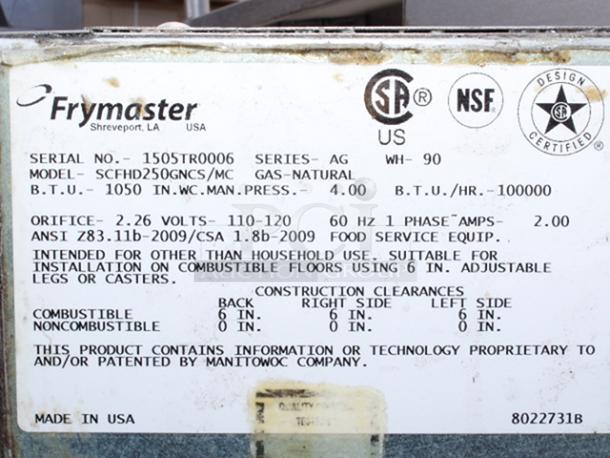 Frymaster
Shreveport, LA USA
CSA ® US
NSF
DESIGN CSA CERTIFIED ®
SERIAL NO.- 1505TR0006 SERIES- AG WH- 90
MODEL- SCFHD250GNCS/MC GAS-NATURAL
B.T.U.- 1050 IN.WC.MAN.PRESS.- 4.00 B.T.U./HR.-100000
ORIFICE- 2.26 VOLTS- 110-120 60 Hz 1 PHASE AMPS- 2.00
ANSI Z83.11b-2009/CSA 1.8b-2009 FOOD SERVICE EQUIP.
INTENDED FOR OTHER THAN HOUSEHOLD USE. SUITABLE FOR
INSTALLATION ON COMBUSTIBLE FLOORS USING 6 IN. ADJUSTABLE
LEGS OR CASTERS.
CONSTRUCTION CLEARANCES
BACK RIGHT SIDE LEFT SIDE
COMBUSTIBLE 6 IN. 6 IN. 6 IN.
NONCOMBUSTIBLE 0 IN. 0 IN. 0 IN.
THIS PRODUCT CONTAINS INFORMATION OR TECHNOLOGY PROPRIETARY TO
AND/OR PATENTED BY MANITOWOC COMPANY.
QUALITY
MADE IN USA 8022731B